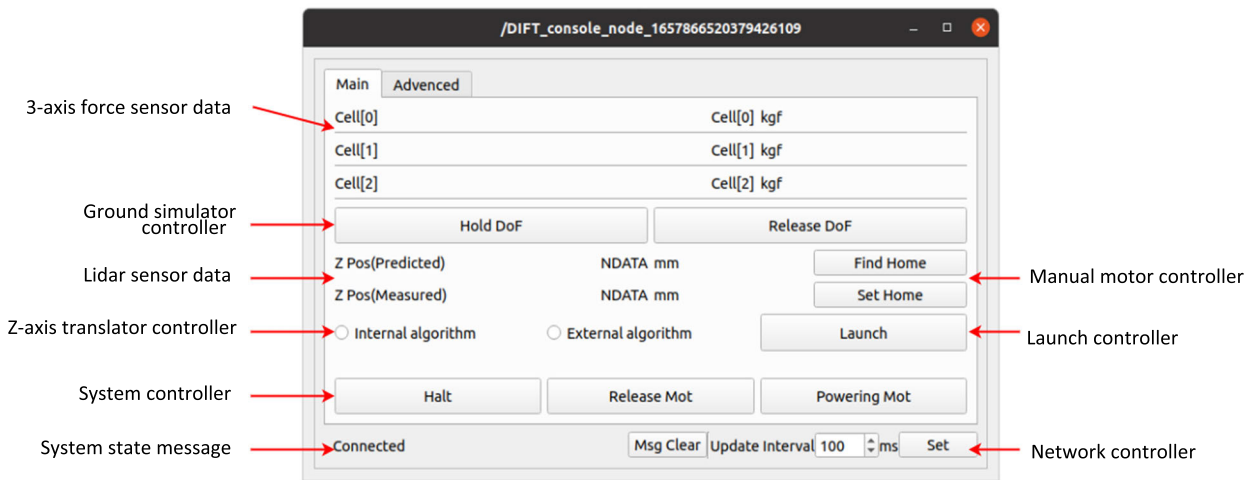 /DIFT_console_node_1657866520379426109
Main Advenced
3-axis force sensor data
Cell[0] Cell[0] kgf
Cell[1] Cell[1] kgf
Cell[2] Cell[2] kgf
Ground simulator
controller
Hold DoF Release DoF
Lidar sensor data
Z Pos(Predicted) NDATA mm Find Home
Z Pos(Measured) NDATA mm Set Home
Manual motor controller
Z-axis translator controller
Internal algorithm External algorithm Launch
Launch controller
System controller
Halt Release Mot Powering Mot
System state message
Connected Msg Clear Update Interval 100 ms Set
Network controller